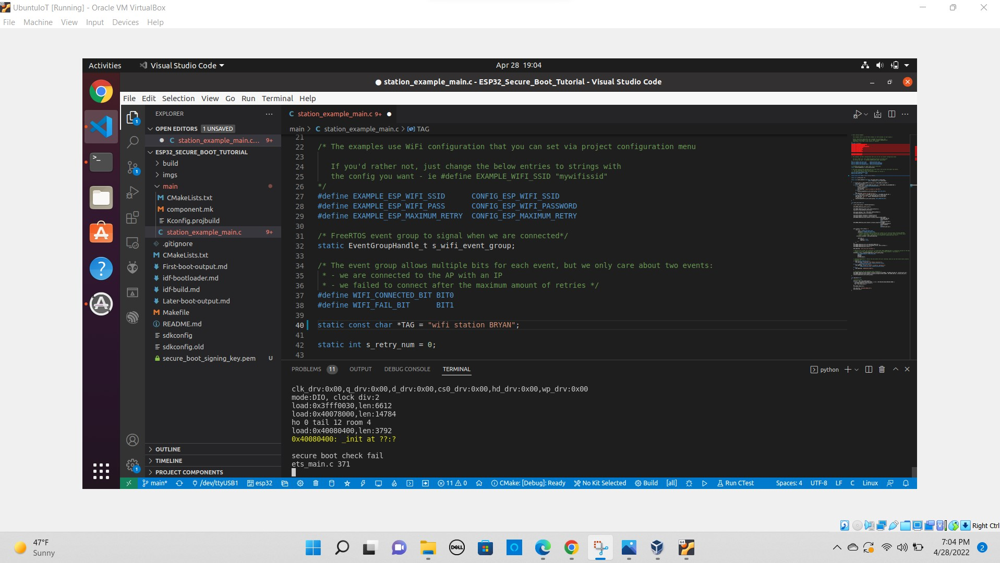 UbuntuIoT [Running] - Oracle VM VirtualBox
File Machine View Input Devices Help
Activities Visual Studio Code Apr 28 19:04
● station_example_main.c - ESP32_Secure_Boot_Tutorial - Visual Studio Code
File Edit Selection View Go Run Terminal Help
EXPLORER
OPEN EDITORS 1 UNSAVED
C station_example_main.c... 9+
ESP32_SECURE_BOOT_TUTORIAL
build
imgs
main
M CMakeLists.txt
M component.mk
Kconfig.projbuild
C station_example_main.c 9+
.gitignore
M CMakeLists.txt
First-boot-output.md
idf-bootloader.md
idf-build.md
Later-boot-output.md
M Makefile
README.md
sdkconfig
sdkconfig.old
secure_boot_signing_key.pem U
OUTLINE
TIMELINE
PROJECT COMPONENTS
1
1
1
C station_example_main.c 9+
main > C station_example_main.c > TAG
21
22 /* The examples use WiFi configuration that you can set via project configuration menu
23
24 If you'd rather not, just change the below entries to strings with
25 the config you want - ie #define EXAMPLE_WIFI_SSID "mywifissid"
26 */
27 #define EXAMPLE_ESP_WIFI_SSID CONFIG_ESP_WIFI_SSID
28 #define EXAMPLE_ESP_WIFI_PASS CONFIG_ESP_WIFI_PASSWORD
29 #define EXAMPLE_ESP_MAXIMUM_RETRY CONFIG_ESP_MAXIMUM_RETRY
30
31 /* FreeRTOS event group to signal when we are connected*/
32 static EventGroupHandle_t s_wifi_event_group;
33
34 /* The event group allows multiple bits for each event, but we only care about two events:
35 * - we are connected to the AP with an IP
36 * - we failed to connect after the maximum amount of retries */
37 #define WIFI_CONNECTED_BIT BIT0
38 #define WIFI_FAIL_BIT BIT1
39
40 static const char *TAG = "wifi station BRYAN";
41
42 static int s_retry_num = 0;
43
PROBLEMS 11 OUTPUT DEBUG CONSOLE TERMINAL python
clk_drv:0x00,q_drv:0x00,d_drv:0x00,cs0_drv:0x00,hd_drv:0x00,wp_drv:0x00
mode:DIO, clock div:2
load:0x3fff0030,len:6612
load:0x40078000,len:14784
ho 0 tail 12 room 4
load:0x40080400,len:3792
0x40080400: _init at ??:?
secure boot check fail
ets_main.c 371
main* /dev/ttyUSB1 esp32 11 0 CMake: [Debug]: Ready No Kit Selected Build [all] Run CTest Spaces: 4 UTF-8 LF C Linux
Right Ctrl
47°F
Sunny
DELL
64
7:04 PM
4/28/2022
2